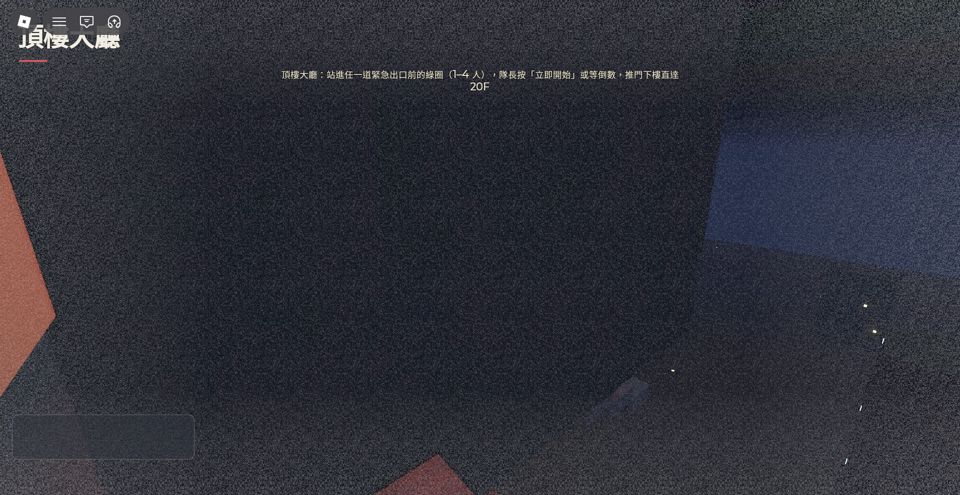 頂樓大廳
頂樓大廳：站進任一道緊急出口前的綠圈（1–4 人），隊長按「立即開始」或等倒數，推門下樓直達
20F